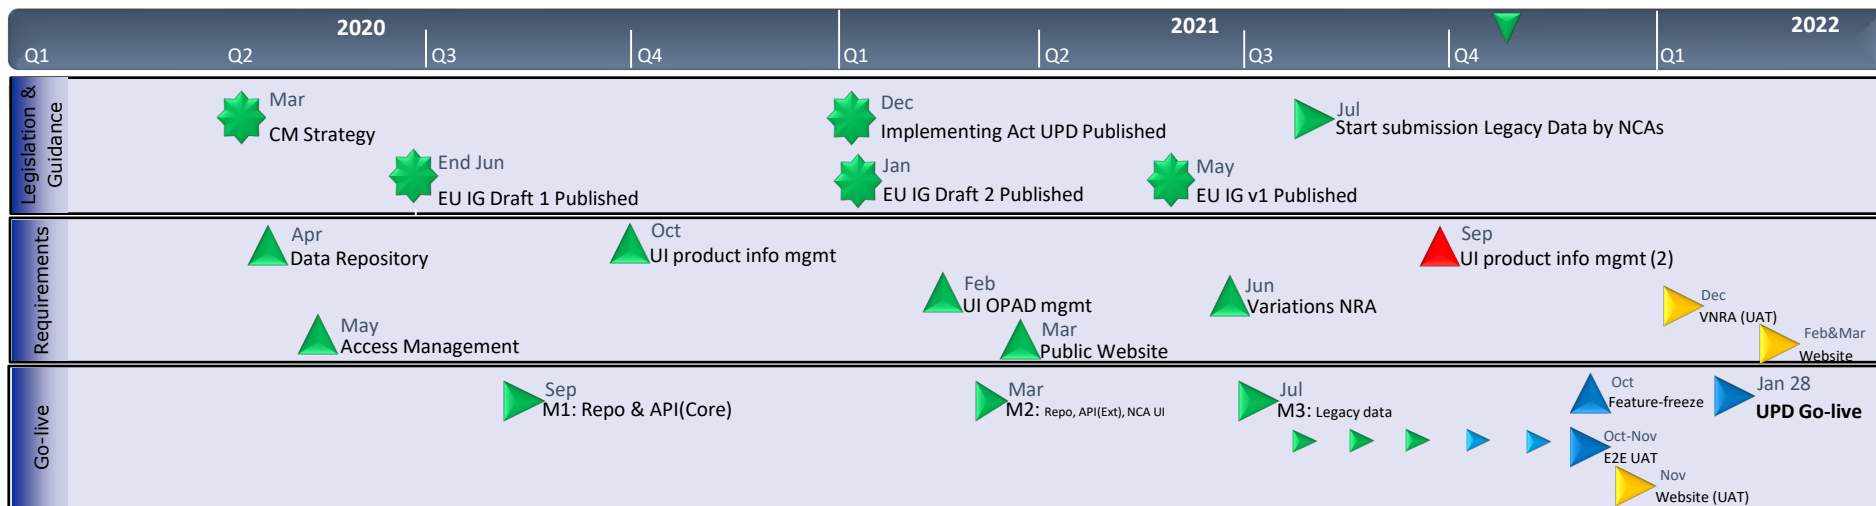 2020
2021
2022
Q1
Q2
Q3
Q4
Q1
Q2
Q3
Q4
Q1
Legislation &
Guidance
Mar
CM Strategy
End Jun
EU IG Draft 1 Published
Dec
Implementing Act UPD Published
Jan
EU IG Draft 2 Published
May
EU IG v1 Published
Jul
Start submission Legacy Data by NCAs
Requirements
Apr
Data Repository
May
Access Management
Oct
UI product info mgmt
Feb
UI OPAD mgmt
Mar
Public Website
Jun
Variations NRA
Sep
UI product info mgmt (2)
Dec
VNRA (UAT)
Feb&Mar
Website
Go-live
Sep
M1: Repo & API(Core)
Mar
M2: Repo, API(Ext), NCA UI
Jul
M3: Legacy data
Oct
Feature-freeze
Oct-Nov
E2E UAT
Nov
Website (UAT)
Jan 28
UPD Go-live